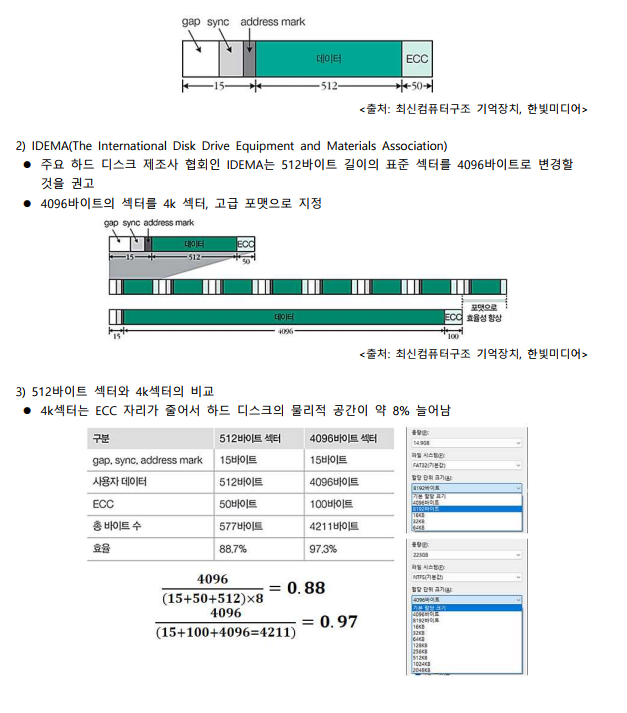 gap sync address mark
데이터 ECC
15 512 50
<출처: 최신컴퓨터구조 기억장치, 한빛미디어>
2) IDEMA(The International Disk Drive Equipment and Materials Association)
● 주요 하드 디스크 제조사 협회인 IDEMA는 512바이트 길이의 표준 섹터를 4096바이트로 변경할
것을 권고
● 4096바이트의 섹터를 4k 섹터, 고급 포맷으로 지정
gap sync address mark
데이터 ECC
15 512 50
포맷으로
효율성 향상
데이터 ECC
15 4096 100
<출처: 최신컴퓨터구조 기억장치, 한빛미디어>
3) 512바이트 섹터와 4k섹터의 비교
● 4k섹터는 ECC 자리가 줄어서 하드 디스크의 물리적 공간이 약 8% 늘어남
구분 512바이트 섹터 4096바이트 섹터
gap, sync, address mark 15바이트 15바이트
사용자 데이터 512바이트 4096바이트
ECC 50바이트 100바이트
총 바이트 수 577바이트 4211바이트
효율 88.7% 97.3%
4096
(15+50+512)×8
= 0.88
4096
(15+100+4096=4211)
= 0.97
용량(P):
14.9GB
파일 시스템(F):
FAT32(기본값)
할당 단위 크기(A):
8192바이트
기본 할당 크기
4096바이트
8192바이트
16KB
32KB
64KB
용량(P):
223GB
파일 시스템(F):
NTFS(기본값)
할당 단위 크기(A):
4096바이트
기본 할당 크기
4096바이트
8192바이트
16KB
32KB
64KB
128KB
256KB
512KB
1024KB
2048KB